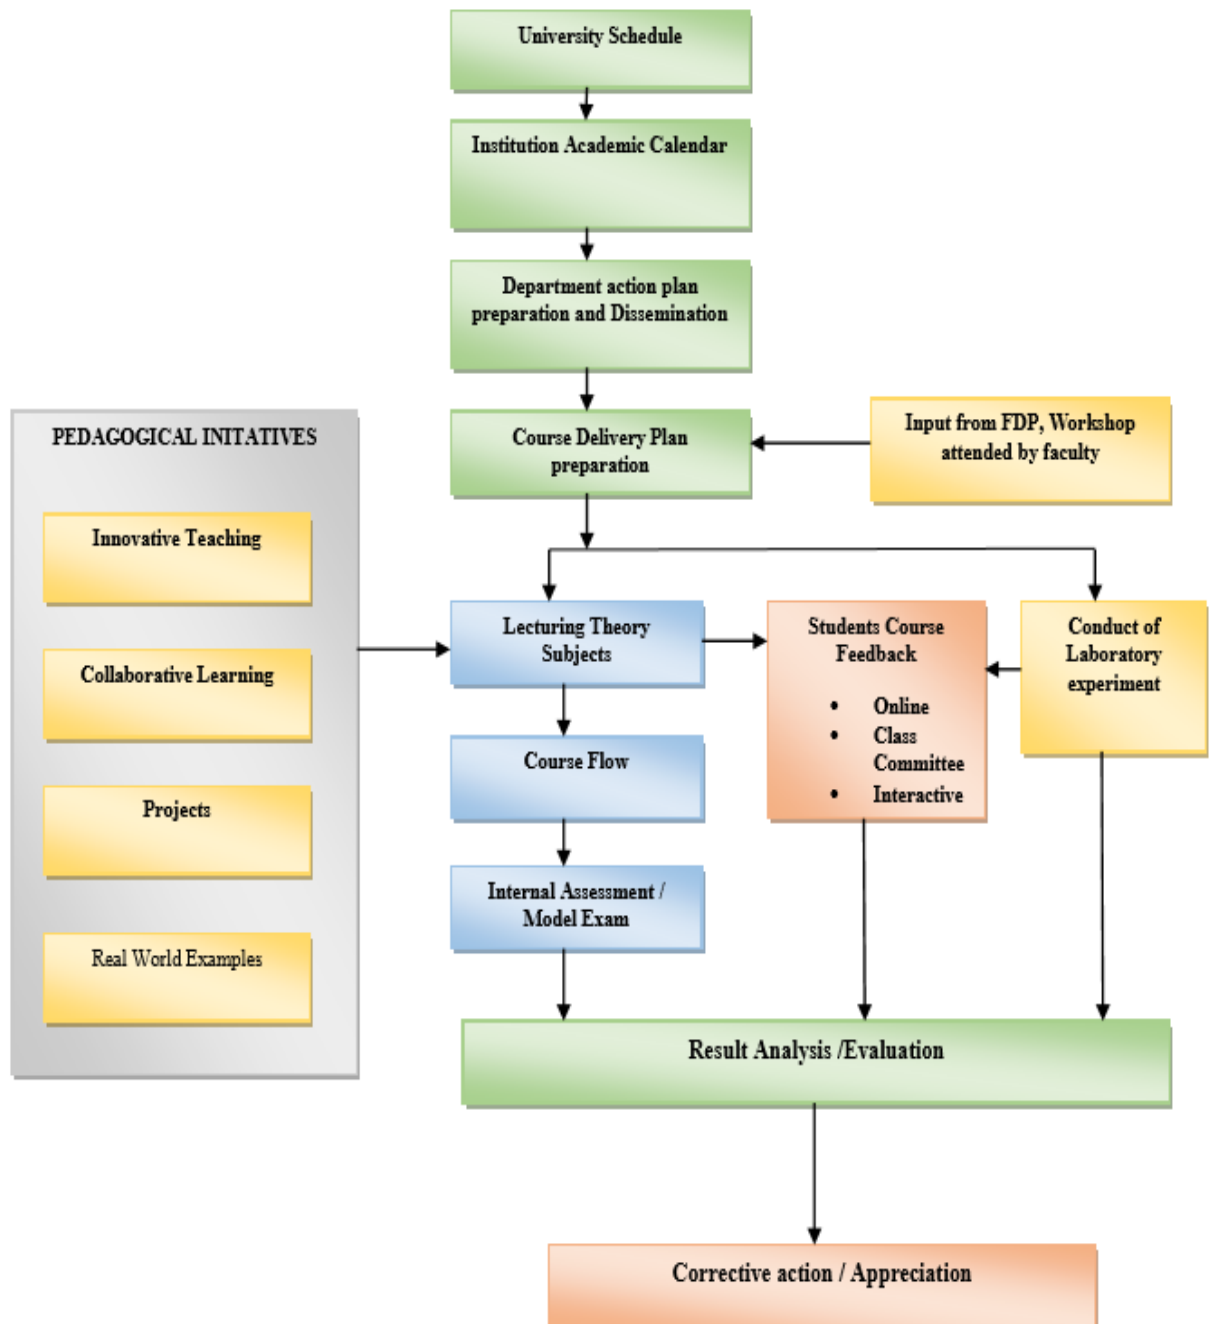 University Schedule
Institution Academic Calendar
Department action plan
preparation and Dissemination
Course Delivery Plan
preparation
Input from FDP, Workshop
attended by faculty
PEDAGOGICAL INITATIVES
Innovative Teaching
Collaborative Learning
Projects
Real World Examples
Lecturing Theory
Subjects
Course Flow
Internal Assessment /
Model Exam
Students Course
Feedback
• Online
• Class
Committee
• Interactive
Conduct of
Laboratory
experiment
Result Analysis /Evaluation
Corrective action / Appreciation